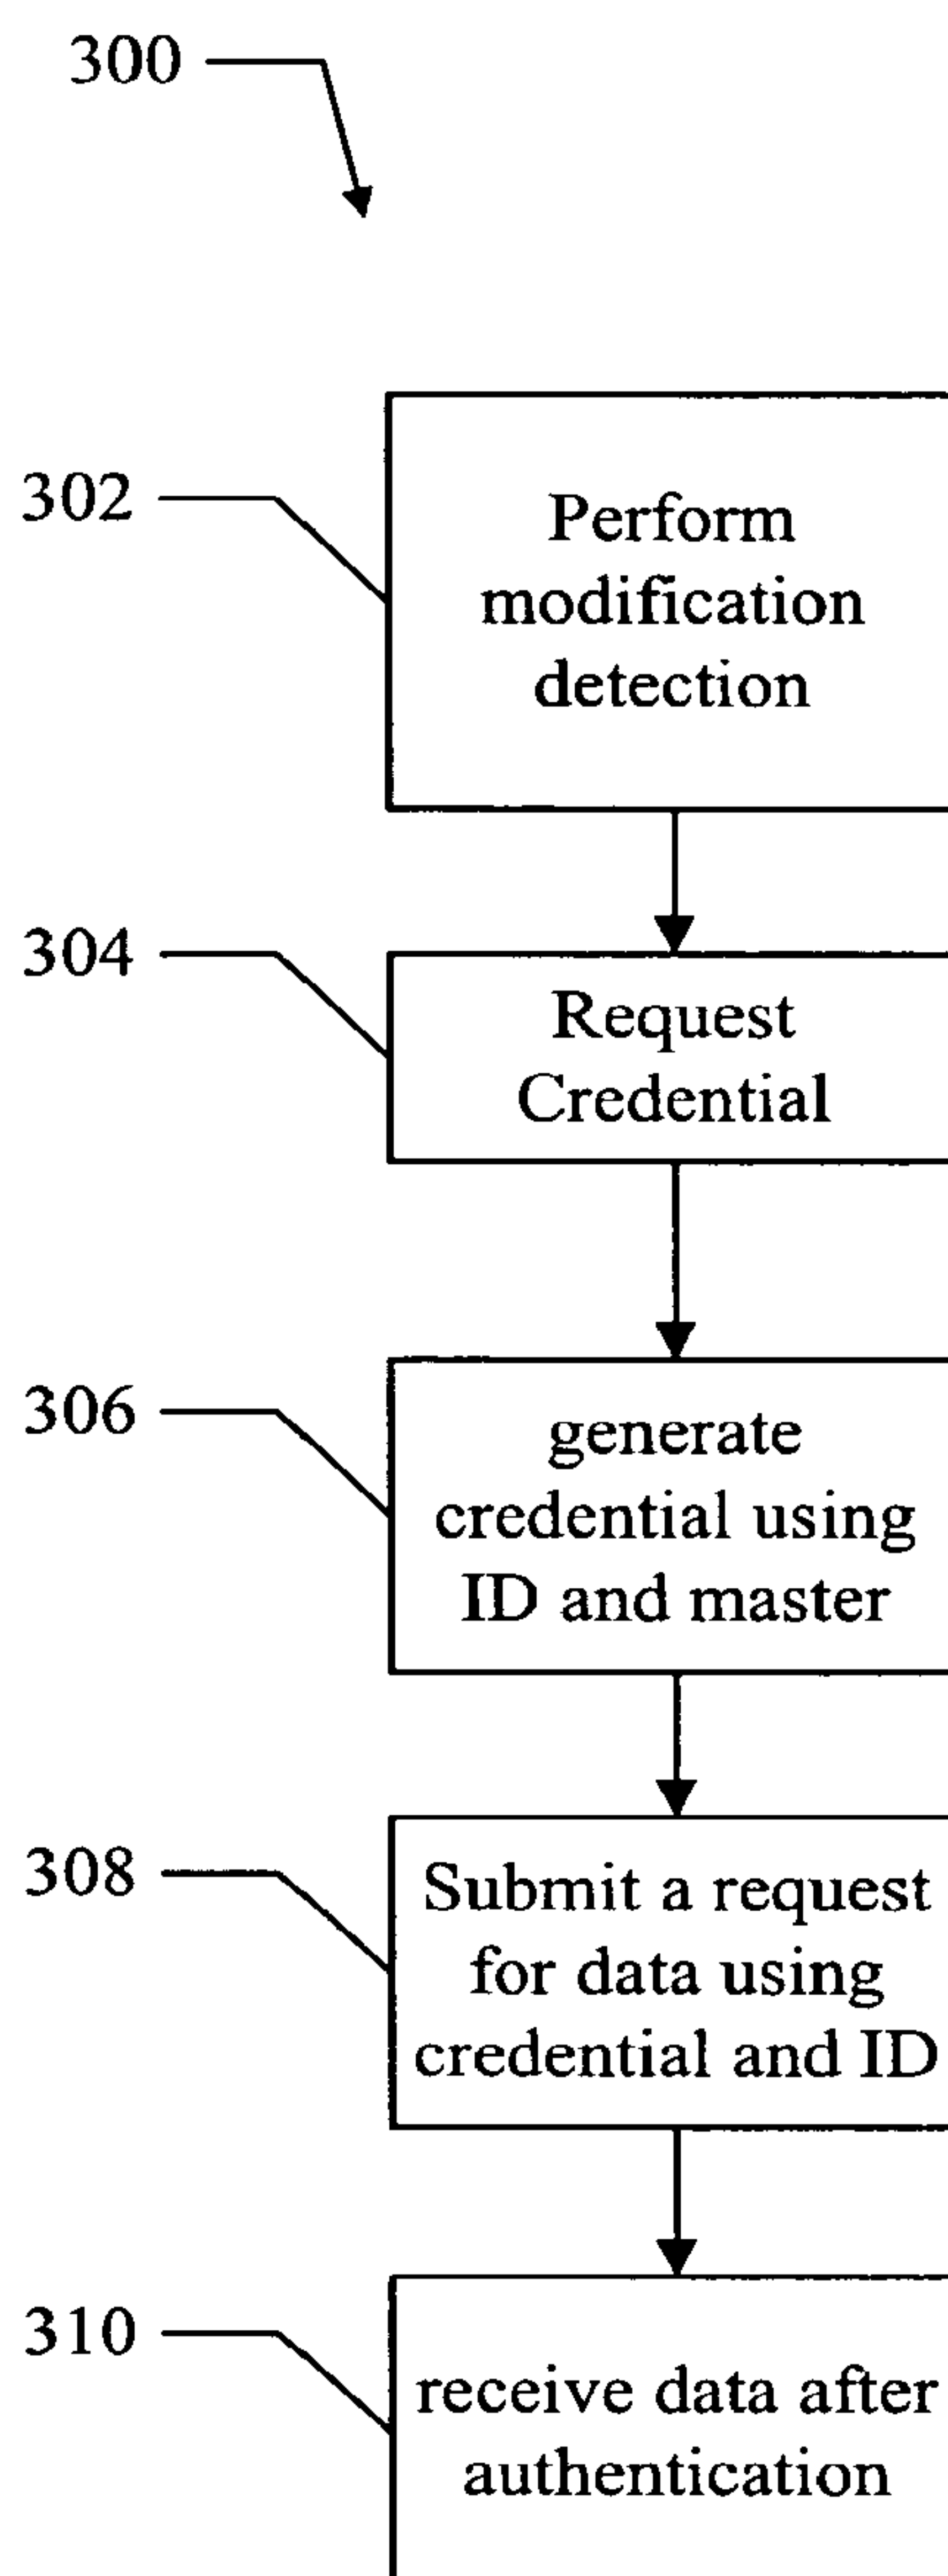 300
302
Perform
modification
detection
304
Request
Credential
306
generate
credential using
ID and master
308
Submit a request
for data using
credential and ID
310
receive data after
authentication